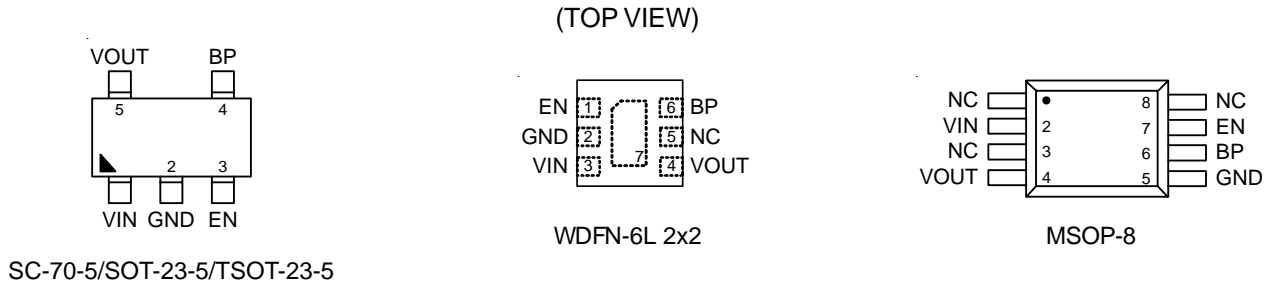 (TOP VIEW)
VOUT BP
5 4
2 3
VIN GND EN
SC-70-5/SOT-23-5/TSOT-23-5
EN 1 6 BP
GND 2 5 NC
VIN 3 7 4 VOUT
WDFN-6L 2x2
NC 8 NC
VIN 2 7 EN
NC 3 6 BP
VOUT 4 5 GND
MSOP-8